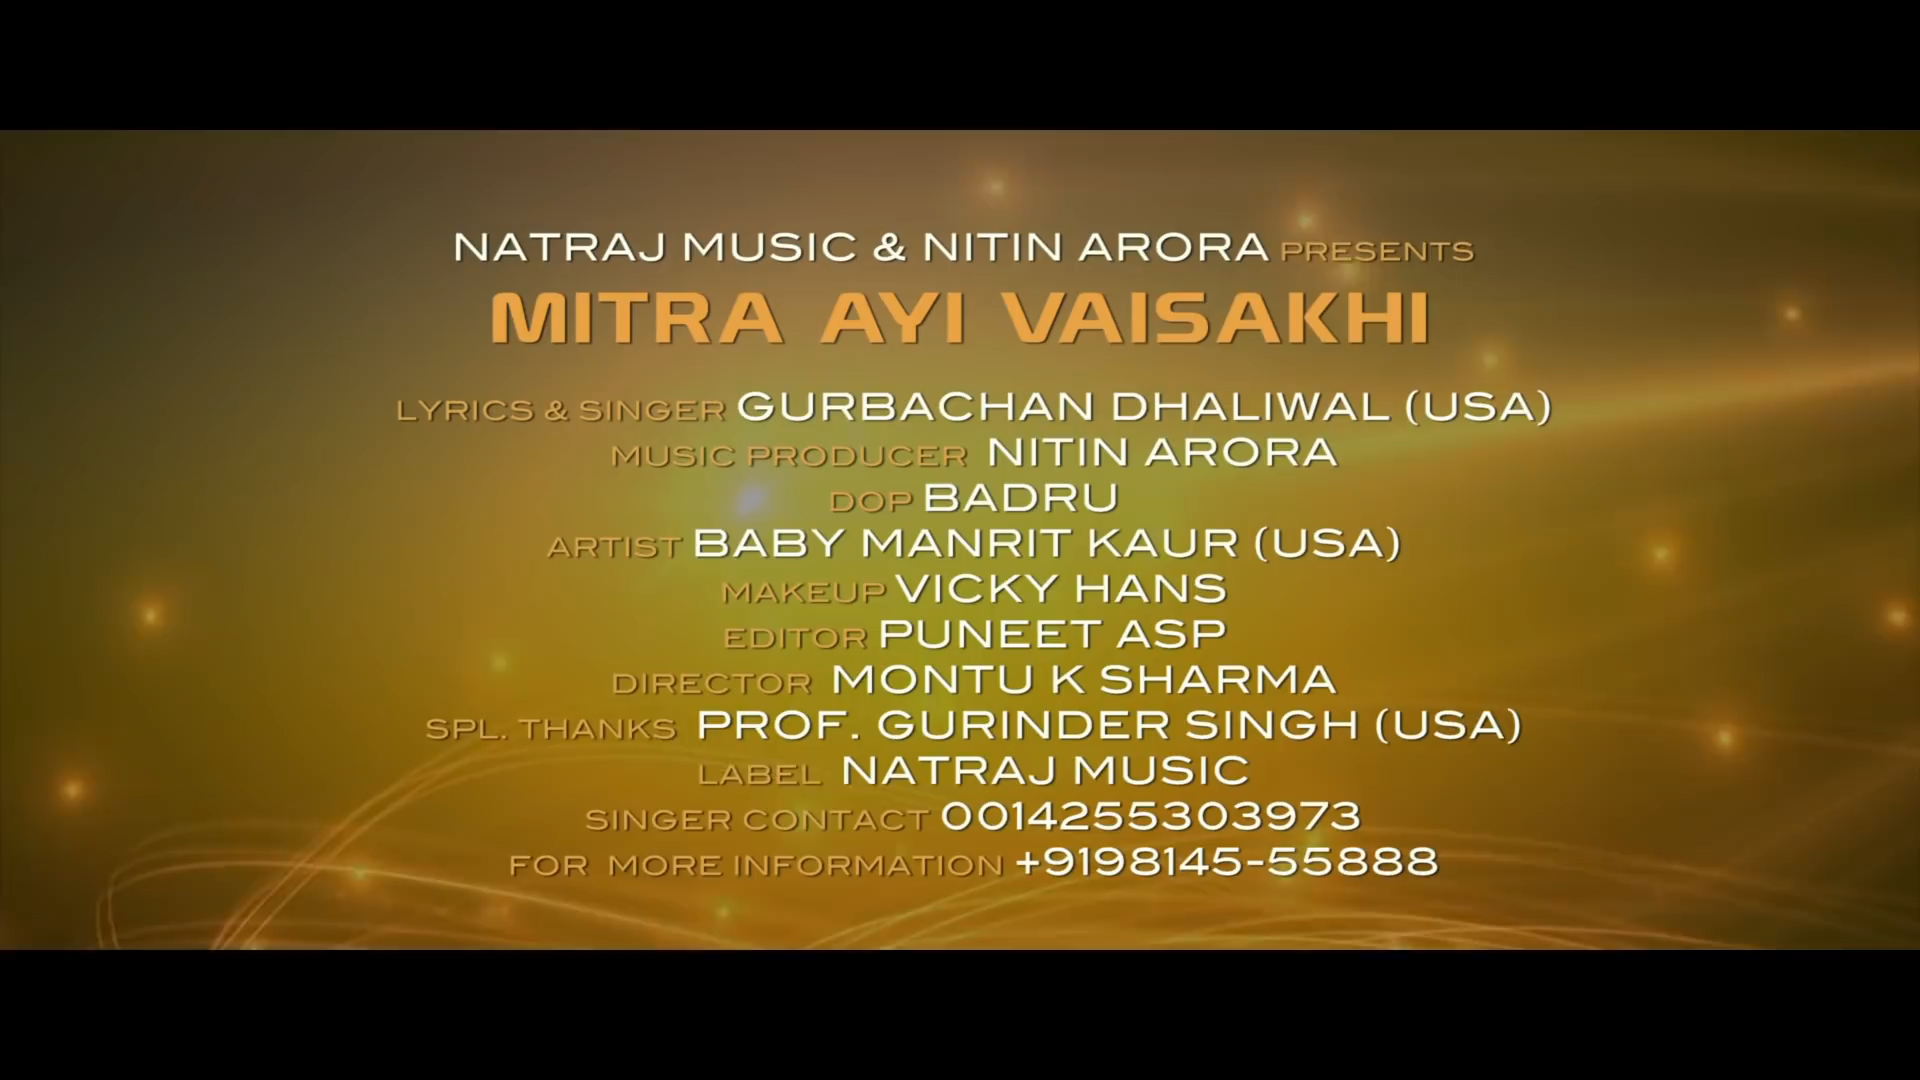 NATRAJ MUSIC & NITIN ARORA PRESENTS
MITRA AYI VAISAKHI
LYRICS & SINGER GURBACHAN DHALIWAL (USA)
MUSIC PRODUCER NITIN ARORA
DOP BADRU
ARTIST BABY MANRIT KAUR (USA)
MAKEUP VICKY HANS
EDITOR PUNEET ASP
DIRECTOR MONTU K SHARMA
SPL. THANKS PROF. GURINDER SINGH (USA)
LABEL NATRAJ MUSIC
SINGER CONTACT 0014255303973
FOR MORE INFORMATION +9198145-55888